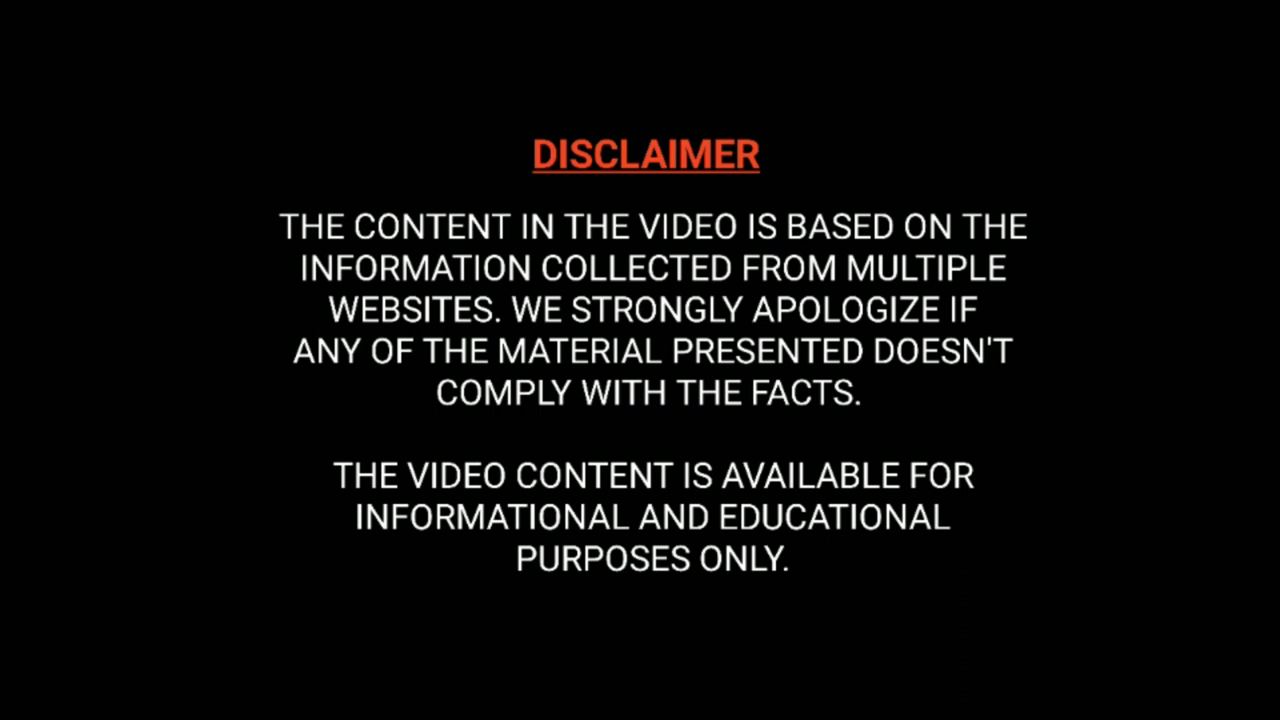 DISCLAIMER
THE CONTENT IN THE VIDEO IS BASED ON THE
INFORMATION COLLECTED FROM MULTIPLE
WEBSITES. WE STRONGLY APOLOGIZE IF
ANY OF THE MATERIAL PRESENTED DOESN'T
COMPLY WITH THE FACTS.
THE VIDEO CONTENT IS AVAILABLE FOR
INFORMATIONAL AND EDUCATIONAL
PURPOSES ONLY.